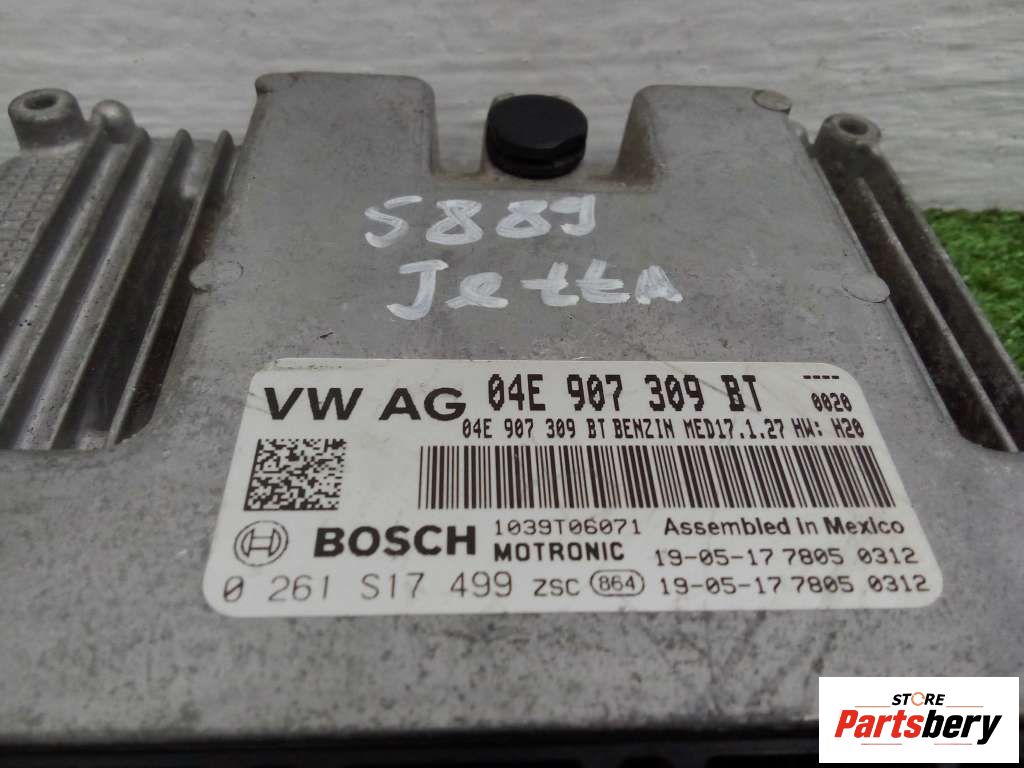 S889
JettA
VW AG 04E 907 309 BT ----
0020
04E 907 309 BT BENZIN MED17.1.27 HW: H20
BOSCH 1039T06071 Assembled in Mexico
MOTRONIC 19-05-17 7805 0312
0 261 S17 499 ZSC 864 19-05-17 7805 0312
STORE
Partsbery